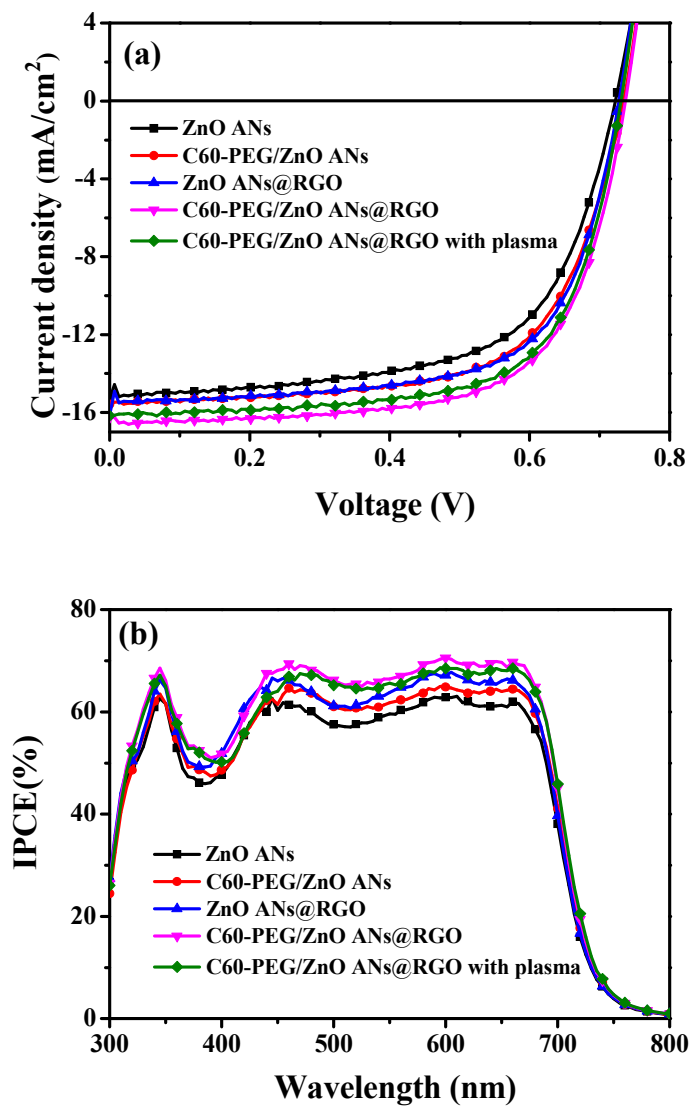 (a)
4
0
-4
-8
-12
-16
Current density (mA/cm²)
ZnO ANs
C60-PEG/ZnO ANs
ZnO ANs@RGO
C60-PEG/ZnO ANs@RGO
C60-PEG/ZnO ANs@RGO with plasma
0.0 0.2 0.4 0.6 0.8
Voltage (V)
(b)
80
60
40
20
0
IPCE(%)
ZnO ANs
C60-PEG/ZnO ANs
ZnO ANs@RGO
C60-PEG/ZnO ANs@RGO
C60-PEG/ZnO ANs@RGO with plasma
300 400 500 600 700 800
Wavelength (nm)